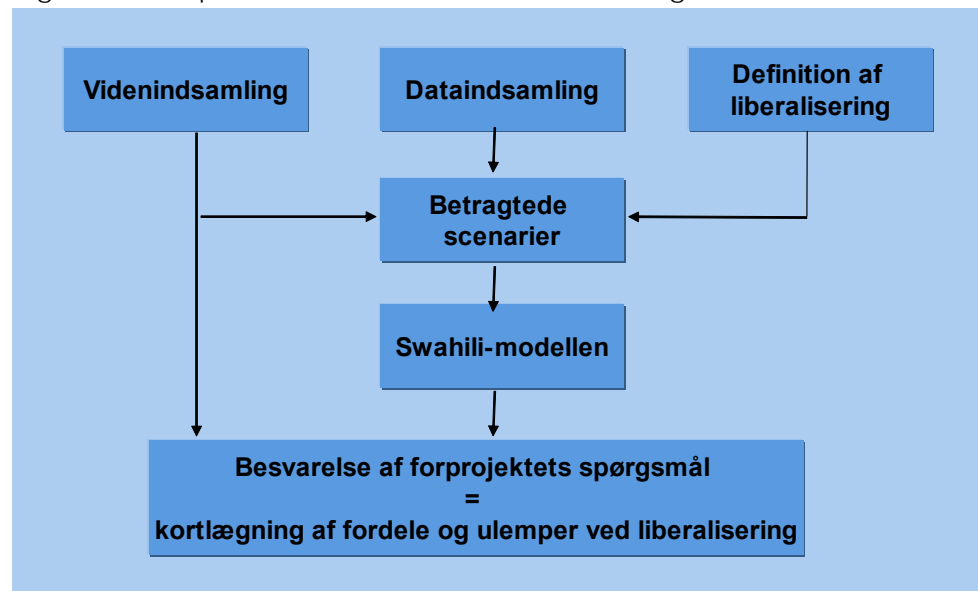 Videnindsamling
Dataindsamling
Definition af
liberalisering
Betragtede
scenarier
Swahili-modellen
Besvarelse af forprojektets spørgsmål
=
kortlægning af fordele og ulemper ved liberalisering